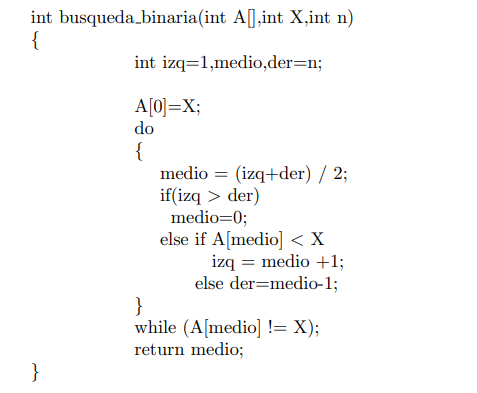 int busqueda_binaria(int A[],int X,int n)
{
int izq=1,medio,der=n;
A[0]=X;
do
{
medio = (izq+der) / 2;
if(izq > der)
medio=0;
else if A[medio] < X
izq = medio +1;
else der=medio-1;
}
while (A[medio] != X);
return medio;
}